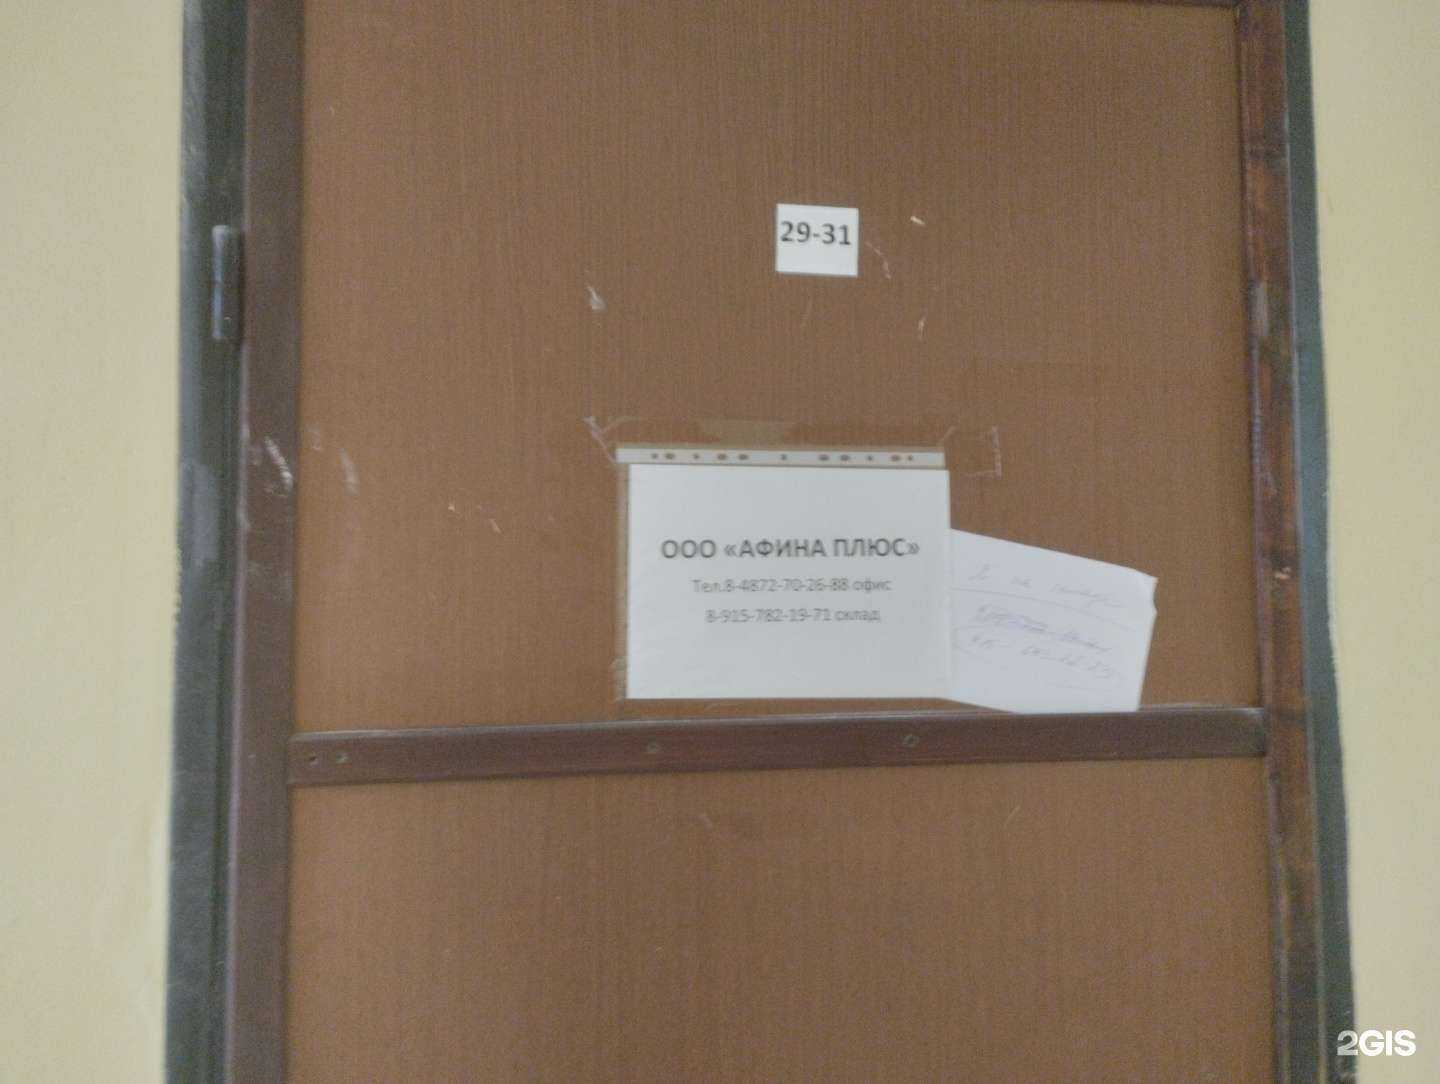 29-31
ООО «АФИНА ПЛЮС»
Тел.8-4872-70-26-88 офис
8-915-782-19-71 склад
Я на
2GIS